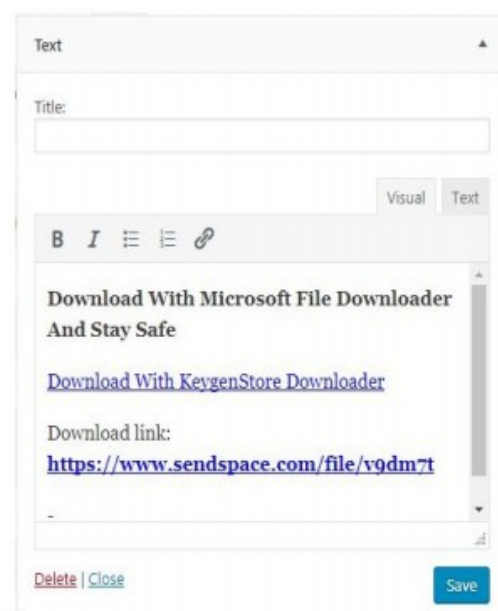 Text
Title:
Visual Text
B I
Download With Microsoft File Downloader
And Stay Safe
Download With KeygenStore Downloader
Download link:
https://www.sendspace.com/file/v9dm7t
-
Delete | Close
Save